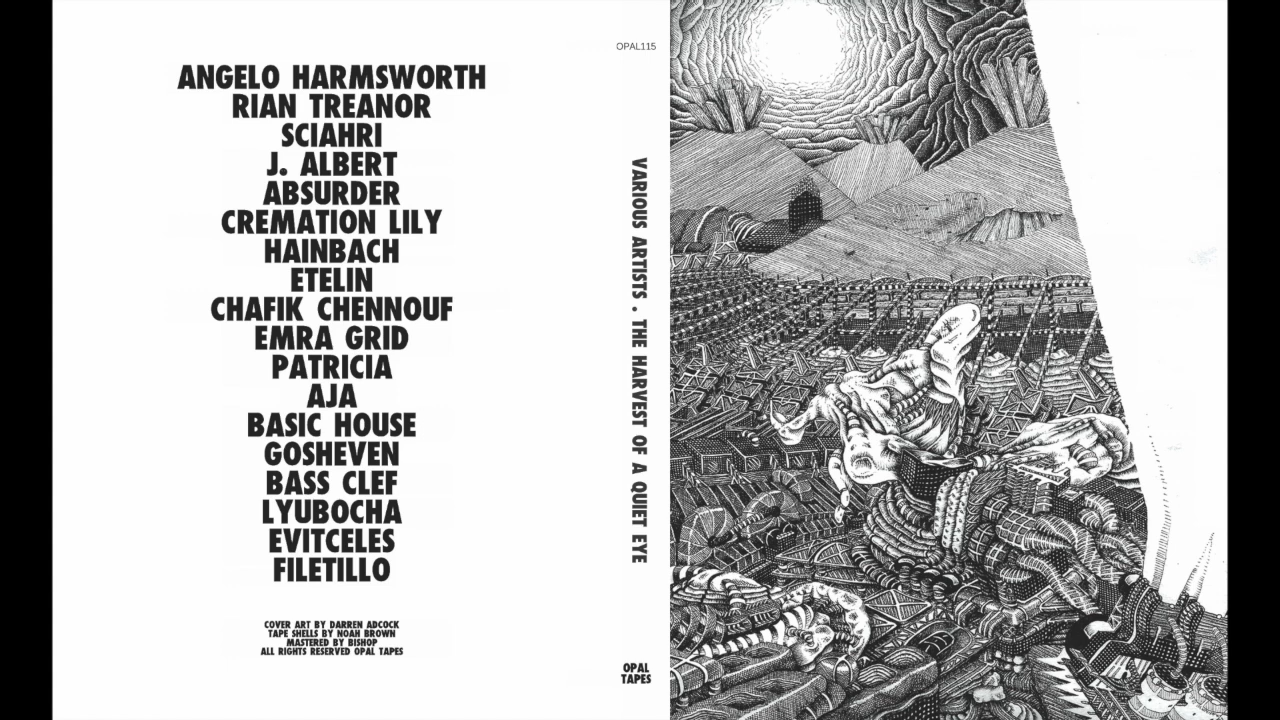 OPAL115
ANGELO HARMSWORTH
RIAN TREANOR
SCIAHRI
J. ALBERT
ABSURDER
CREMATION LILY
HAINBACH
ETELIN
CHAFIK CHENNOUF
EMRA GRID
PATRICIA
AJA
BASIC HOUSE
GOSHEVEN
BASS CLEF
LYUBOCHA
EVITCELES
FILETILLO
COVER ART BY DARREN ADCOCK
TAPE SHELLS BY NOAH BROWN
MASTERED BY BISHOP
ALL RIGHTS RESERVED OPAL TAPES
VARIOUS ARTISTS . THE HARVEST OF A QUIET EYE
OPAL
TAPES